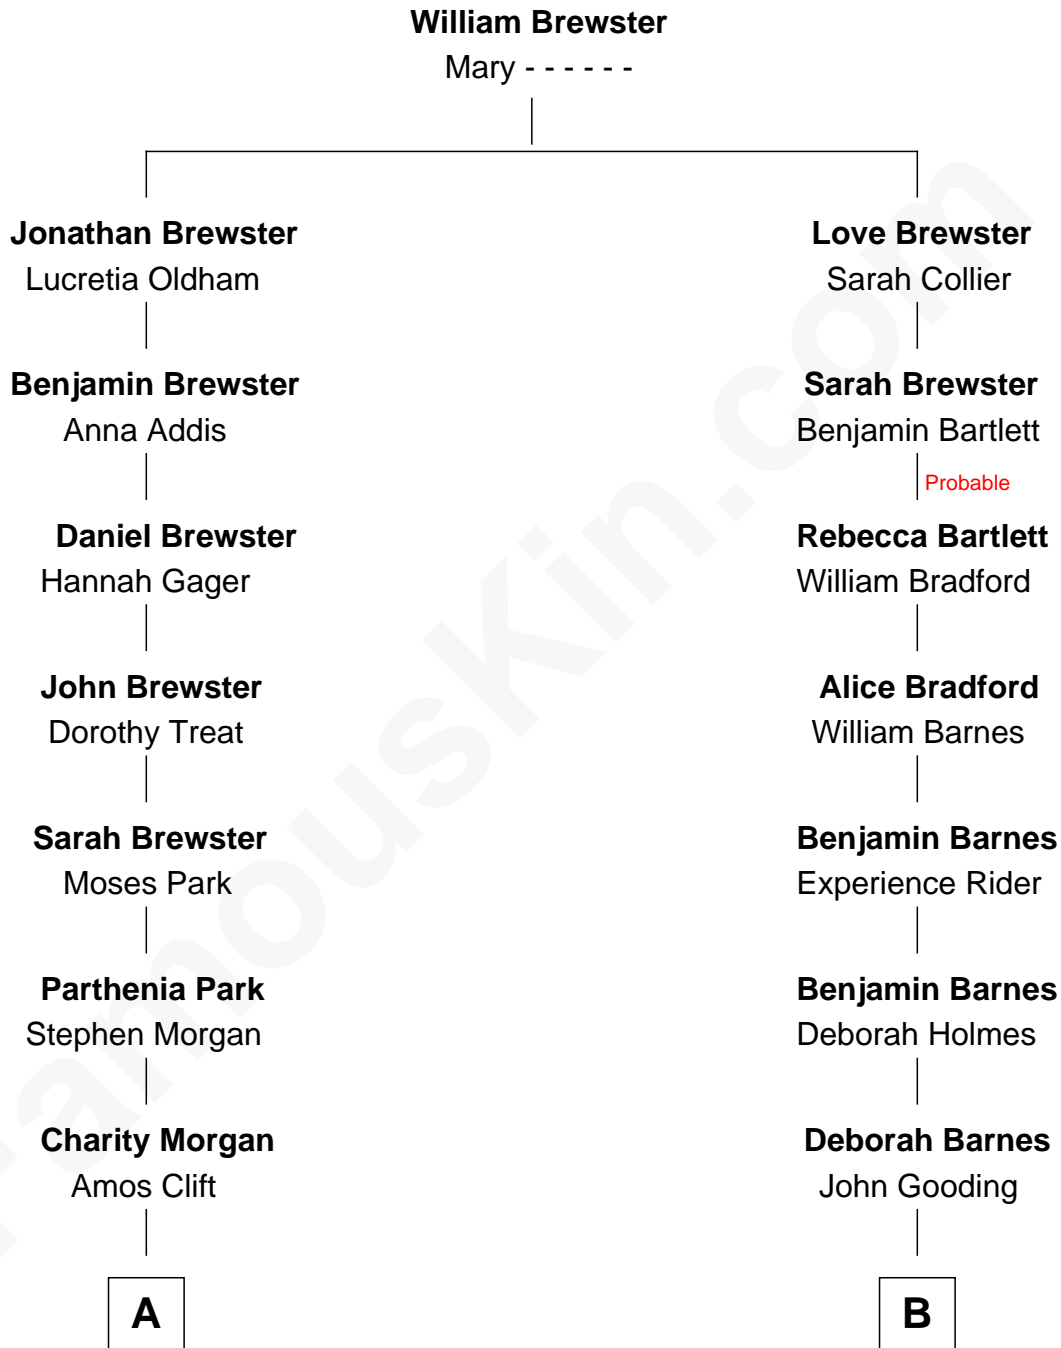 William Brewster
Mary - - - - - -
Jonathan Brewster
Lucretia Oldham
Benjamin Brewster
Anna Addis
Daniel Brewster
Hannah Gager
John Brewster
Dorothy Treat
Sarah Brewster
Moses Park
Parthenia Park
Stephen Morgan
Charity Morgan
Amos Clift
A
Love Brewster
Sarah Collier
Sarah Brewster
Benjamin Bartlett
Probable
Rebecca Bartlett
William Bradford
Alice Bradford
William Barnes
Benjamin Barnes
Experience Rider
Benjamin Barnes
Deborah Holmes
Deborah Barnes
John Gooding
B
FamousKin.com